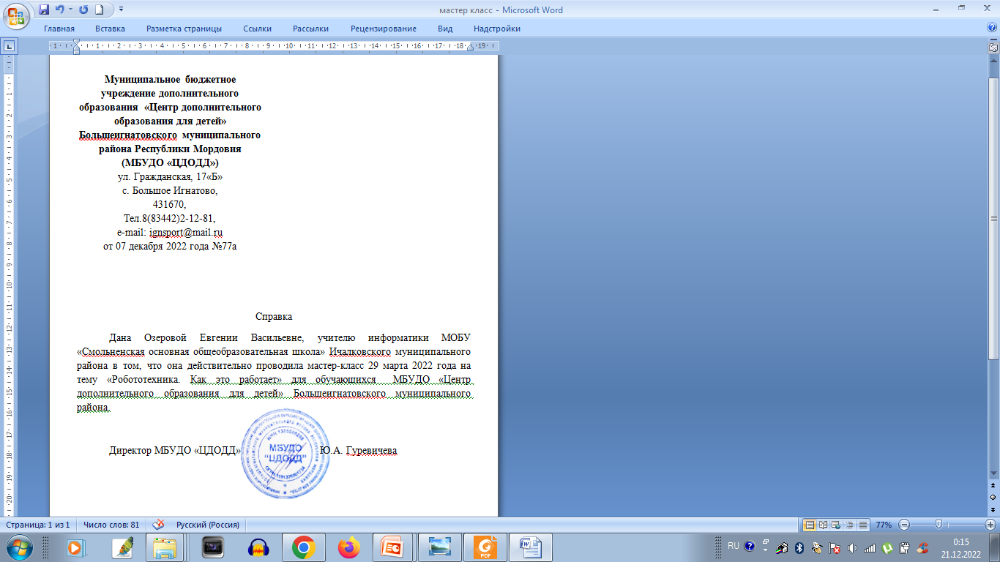 мастер класс - Microsoft Word
Главная Вставка Разметка страницы Ссылки Рассылки Рецензирование Вид Надстройки
Муниципальное бюджетное
учреждение дополнительного
образования «Центр дополнительного
образования для детей»
Большеигнатовского муниципального
района Республики Мордовия
(МБУДО «ЦДОДД»)
ул. Гражданская, 17«Б»
с. Большое Игнатово,
431670,
Тел.8(83442)2-12-81,
e-mail: ignsport@mail.ru
от 07 декабря 2022 года №77а
Справка
Дана Озеровой Евгении Васильевне, учителю информатики МОБУ
«Смольненская основная общеобразовательная школа» Ичалковского муниципального
района в том, что она действительно проводила мастер-класс 29 марта 2022 года на
тему «Робототехника. Как это работает» для обучающихся МБУДО «Центр
дополнительного образования для детей» Большеигнатовского муниципального
района.
Директор МБУДО «ЦДОДД» Ю.А. Гуревичева
МБУДО
"ЦДОДД"
Страница: 1 из 1 Число слов: 81 Русский (Россия) 77%
RU 0:15
21.12.2022